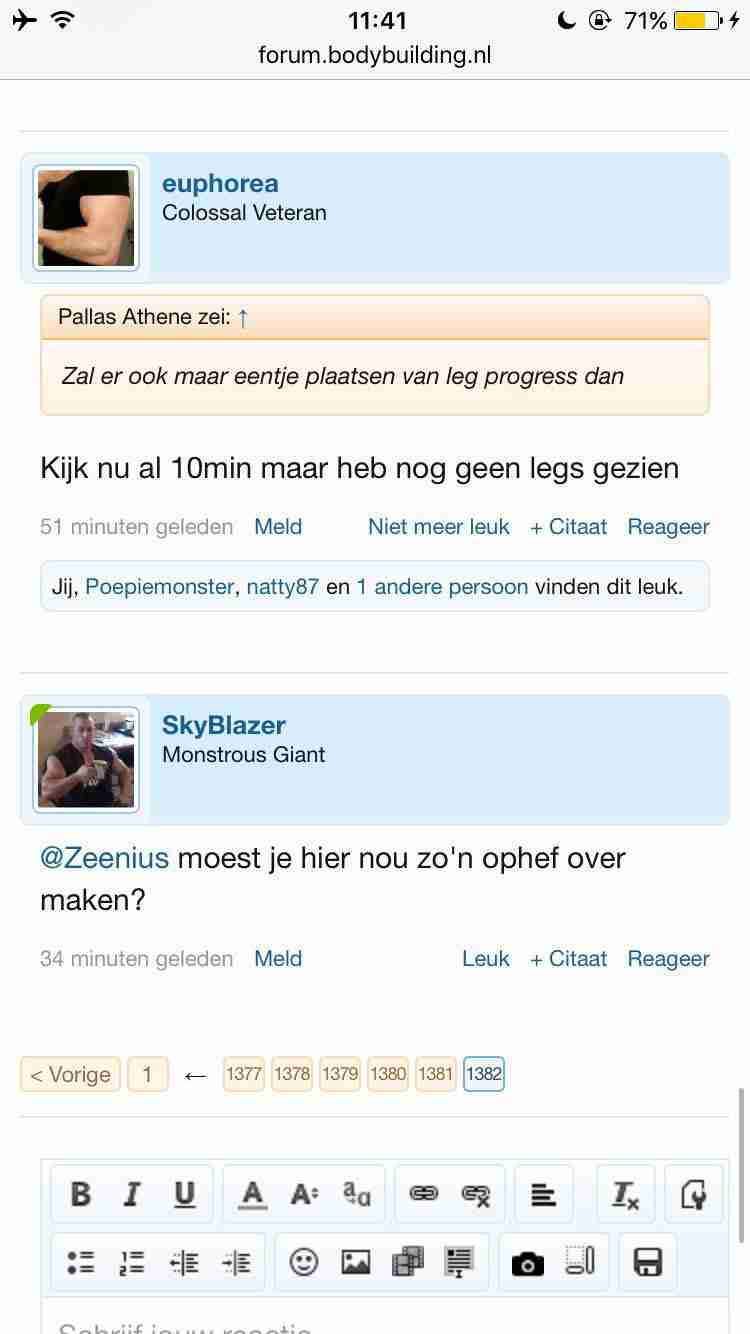 11:41
71%
forum.bodybuilding.nl
euphorea
Colossal Veteran
Pallas Athene zei: ↑
Zal er ook maar eentje plaatsen van leg progress dan
Kijk nu al 10min maar heb nog geen legs gezien
51 minuten geleden Meld Niet meer leuk + Citaat Reageer
Jij, Poepiemonster, natty87 en 1 andere persoon vinden dit leuk.
SkyBlazer
Monstrous Giant
@Zeenius moest je hier nou zo'n ophef over
maken?
34 minuten geleden Meld Leuk + Citaat Reageer
< Vorige 1 ← 1377 1378 1379 1380 1381 1382
Schrijf jouw reactie